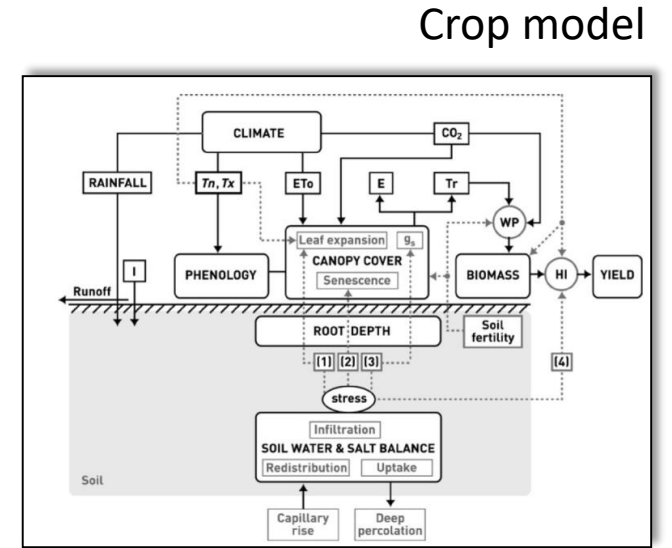 Crop model
CLIMATE
CO₂
RAINFALL
Tn, Tx
ETo
E
Tr
WP
Leaf expansion
gs
CANOPY COVER
Senescence
I
PHENOLOGY
BIOMASS
HI
YIELD
Runoff
ROOT DEPTH
Soil
fertility
(1)
(2)
(3)
(4)
stress
Infiltration
SOIL WATER & SALT BALANCE
Redistribution
Uptake
Soil
Capillary
rise
Deep
percolation